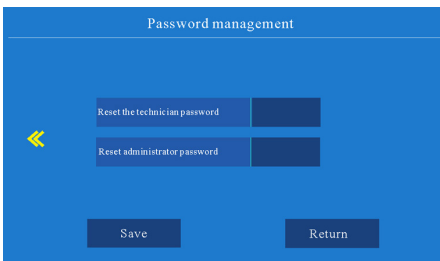 Password management
Reset the technician password
Reset administrator password
Save
Return